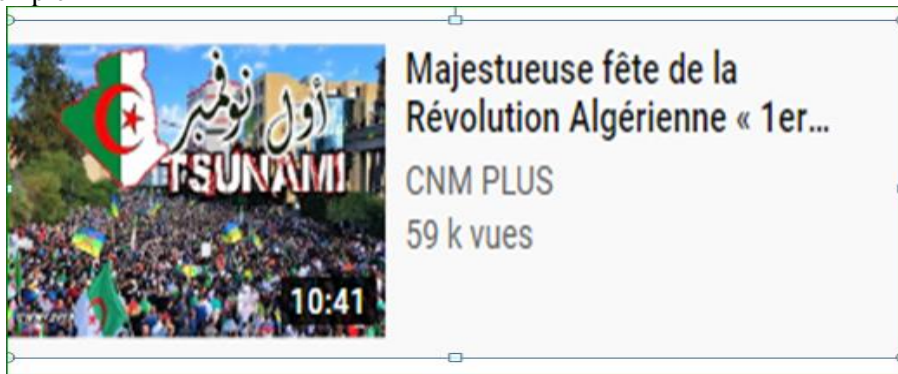 أول نوفمبر
TSUNAMI
10:41
Majestueuse fête de la
Révolution Algérienne « 1er...
CNM PLUS
59 k vues